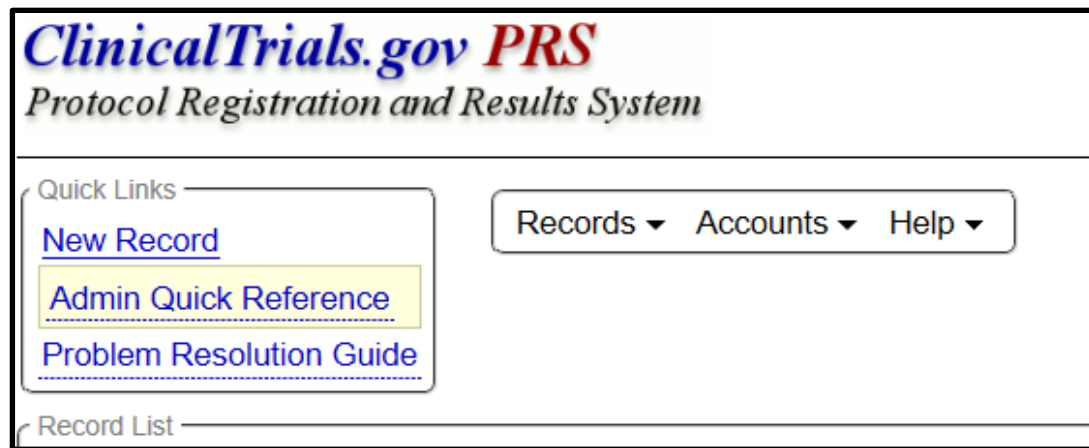 ClinicalTrials.gov PRS
Protocol Registration and Results System
Quick Links
New Record
Admin Quick Reference
Problem Resolution Guide
Records Accounts Help
Record List